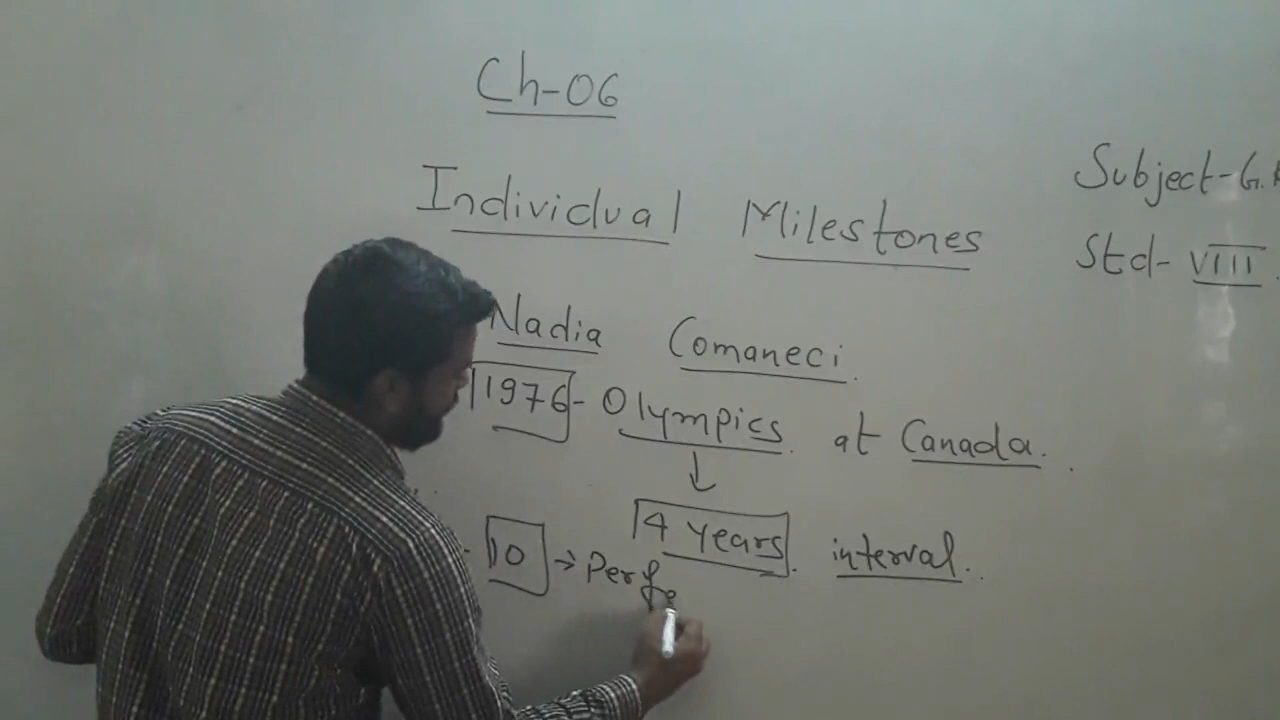 Ch-06
Individual Milestones
Subject-G.
Std- VIII
Nadia Comaneci.
1976- Olympics at Canada.
↓
4 Years. interval.
10 → Perfe